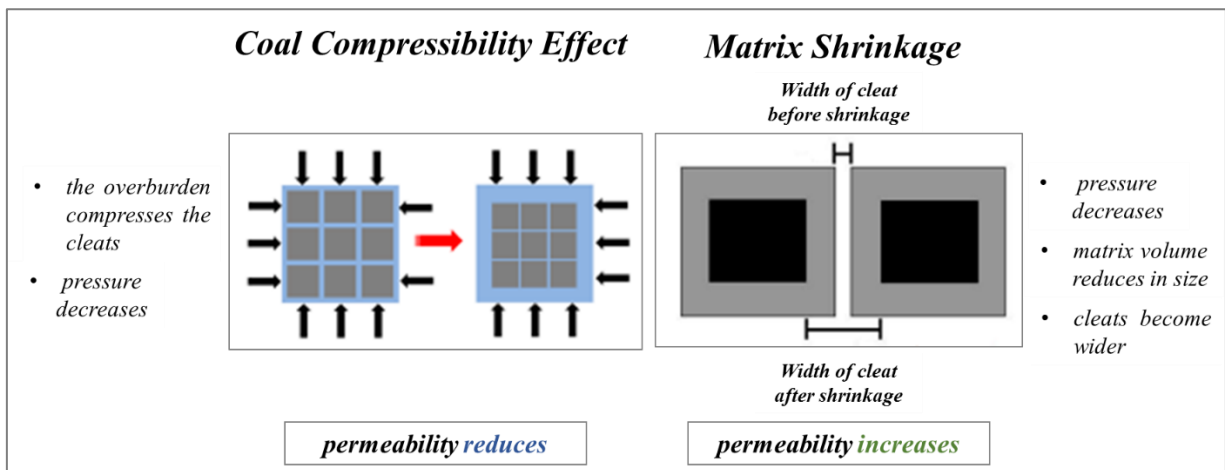 Coal Compressibility Effect
• the overburden
compresses the
cleats
• pressure
decreases
permeability reduces
Matrix Shrinkage
Width of cleat
before shrinkage
Width of cleat
after shrinkage
• pressure
decreases
• matrix volume
reduces in size
• cleats become
wider
permeability increases